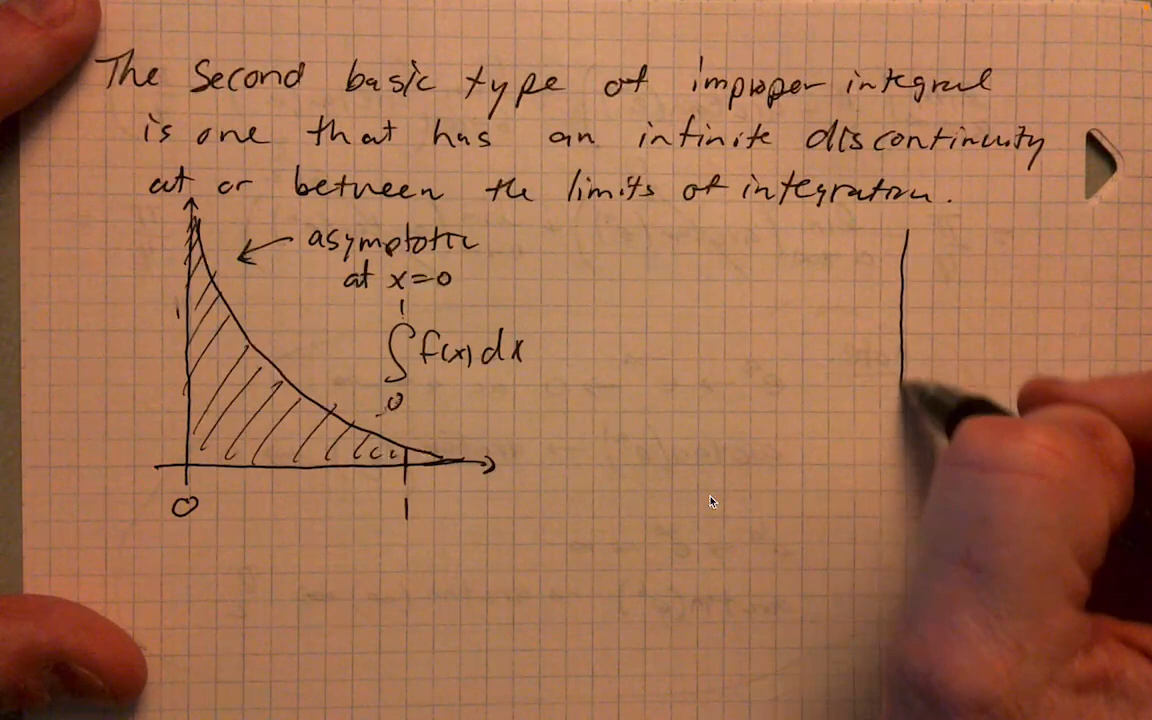 The Second basic type of improper integral
is one that has an infinite discontinuity
at or between the limits of integration.
asymptotic
at x=0
1
∫ f(x) dx
0
0 1